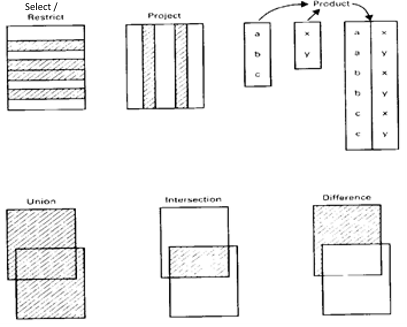 Select /
Restrict
Project
Product
a
b
c
x
y
a x
a y
b x
b y
c x
c y
Union
Intersection
Difference